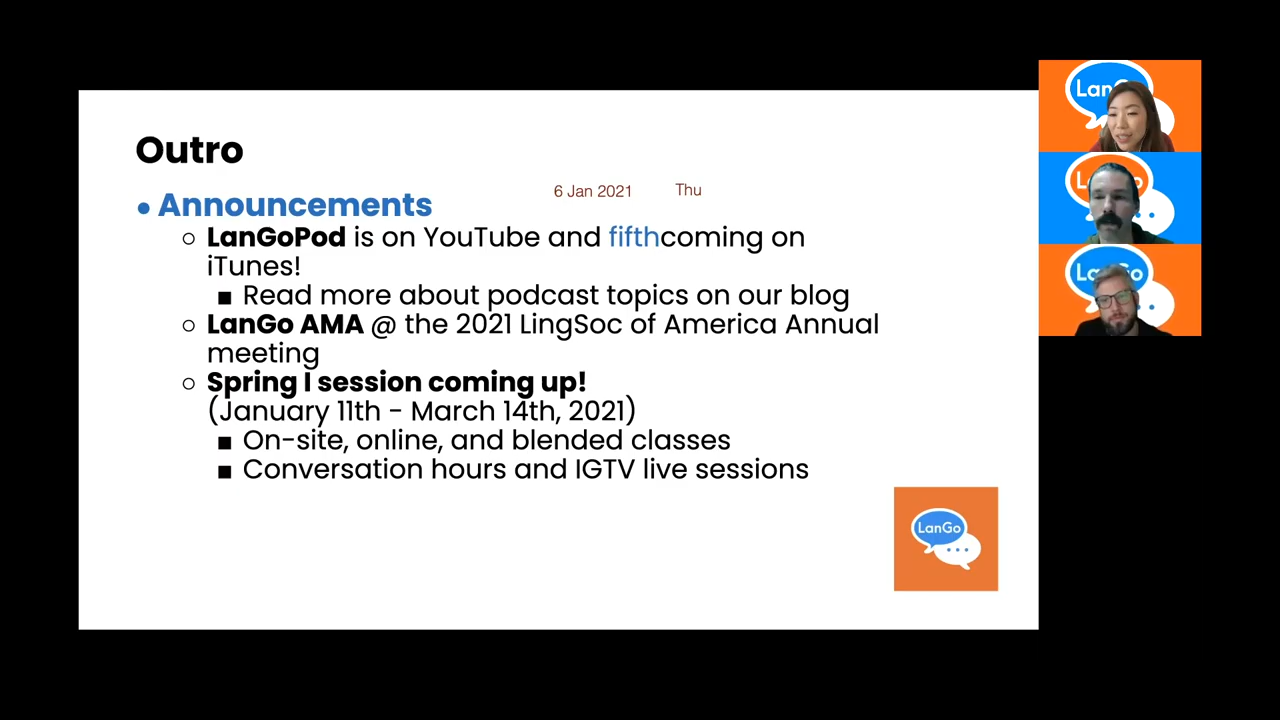 Outro
6 Jan 2021 Thu
• Announcements
○ LanGoPod is on YouTube and fifthcoming on
iTunes!
■ Read more about podcast topics on our blog
○ LanGo AMA @ the 2021 LingSoc of America Annual
meeting
○ Spring I session coming up!
(January 11th - March 14th, 2021)
■ On-site, online, and blended classes
■ Conversation hours and IGTV live sessions
LanGo
LanGo
LanGo